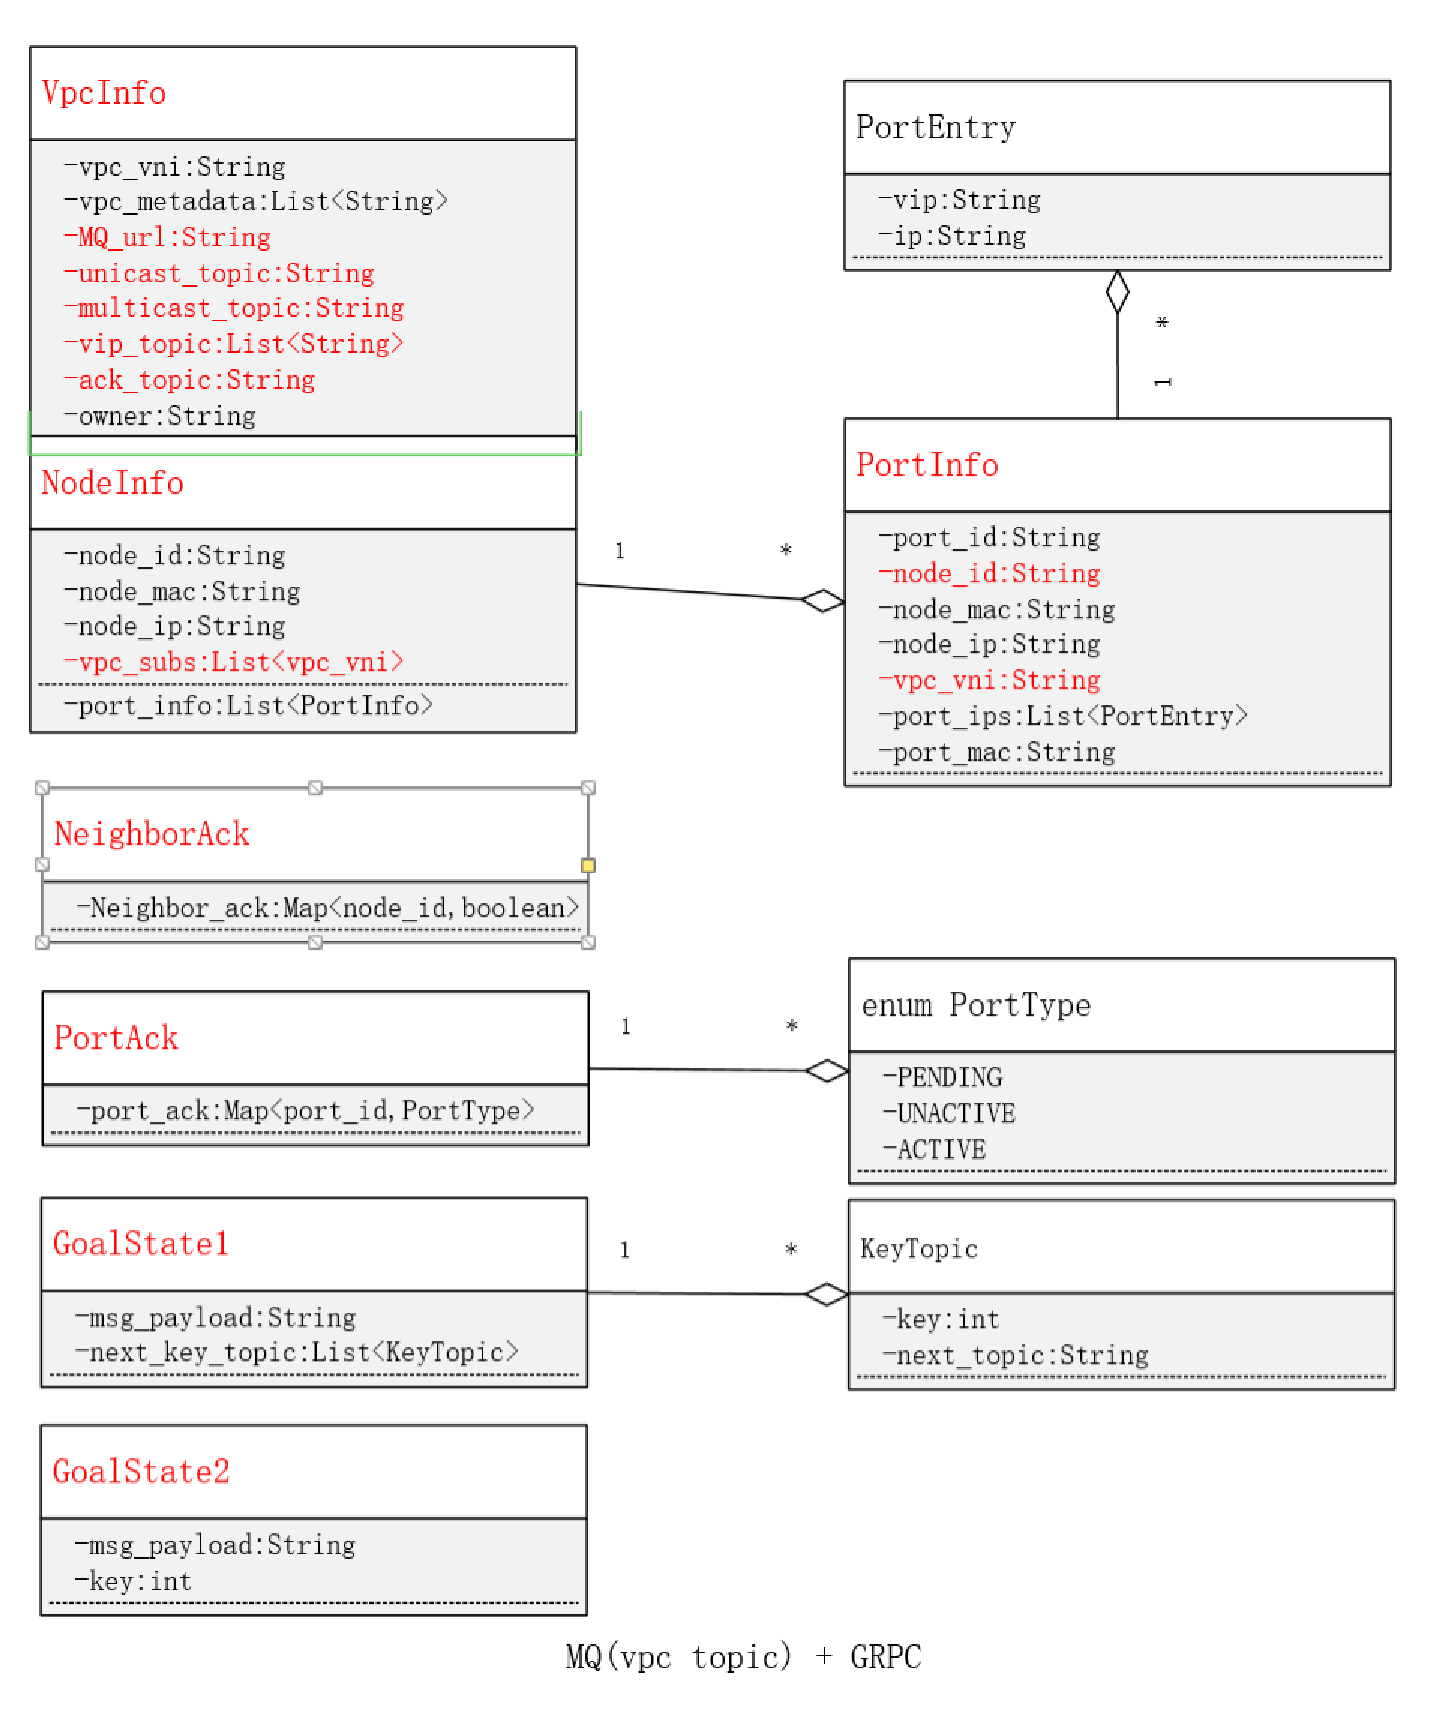 VpcInfo
-vpc_vni:String
-vpc_metadata:List<String>
-MQ_url:String
-unicast_topic:String
-multicast_topic:String
-vip_topic:List<String>
-ack_topic:String
-owner:String
NodeInfo
-node_id:String
-node_mac:String
-node_ip:String
-vpc_subs:List<vpc_vni>
-port_info:List<PortInfo>
1
*
PortEntry
-vip:String
-ip:String
*
1
PortInfo
-port_id:String
-node_id:String
-node_mac:String
-node_ip:String
-vpc_vni:String
-port_ips:List<PortEntry>
-port_mac:String
NeighborAck
-Neighbor_ack:Map<node_id,boolean>
PortAck
-port_ack:Map<port_id,PortType>
1
*
enum PortType
-PENDING
-UNACTIVE
-ACTIVE
GoalState1
-msg_payload:String
-next_key_topic:List<KeyTopic>
1
*
KeyTopic
-key:int
-next_topic:String
GoalState2
-msg_payload:String
-key:int
MQ(vpc topic) + GRPC